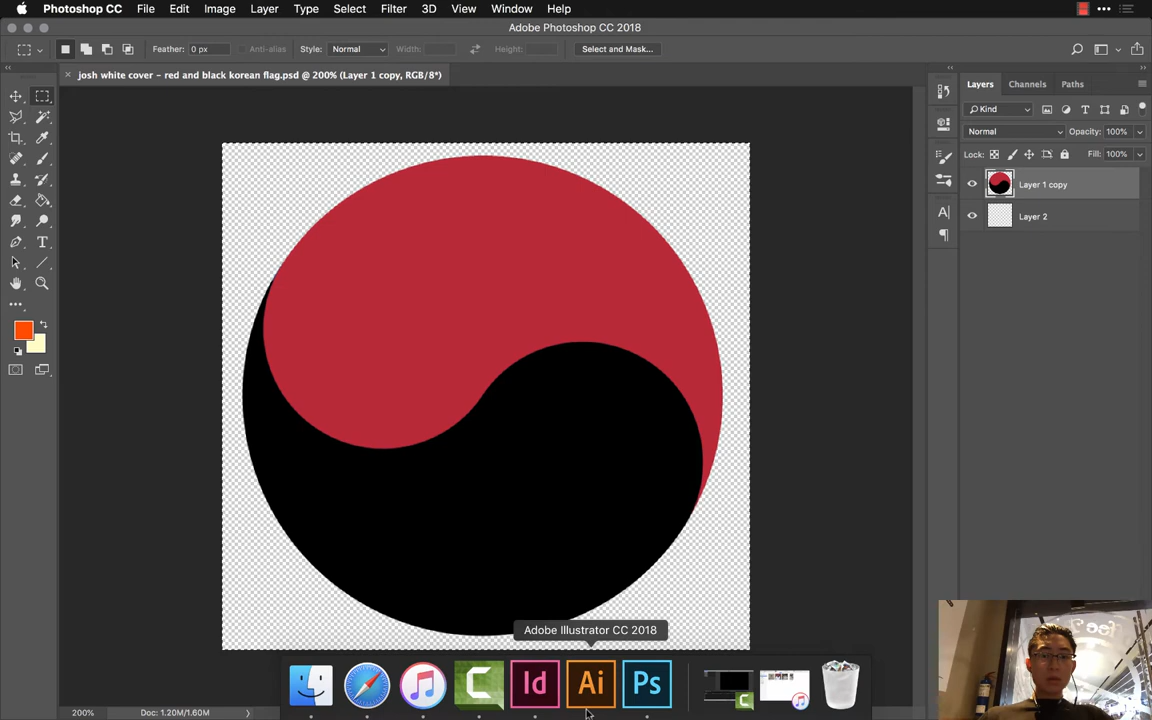 Photoshop CC File Edit Image Layer Type Select Filter 3D View Window Help
Adobe Photoshop CC 2018
Feather: 0 px Anti-alias Style: Normal Width: Height: Select and Mask...
× josh white cover - red and black korean flag.psd @ 200% (Layer 1 copy, RGB/8*)
Layers Channels Paths
Kind
Normal Opacity: 100%
Lock: Fill: 100%
Layer 1 copy
Layer 2
Adobe Illustrator CC 2018
Id Ai Ps
200% Doc: 1.20M/1.60M